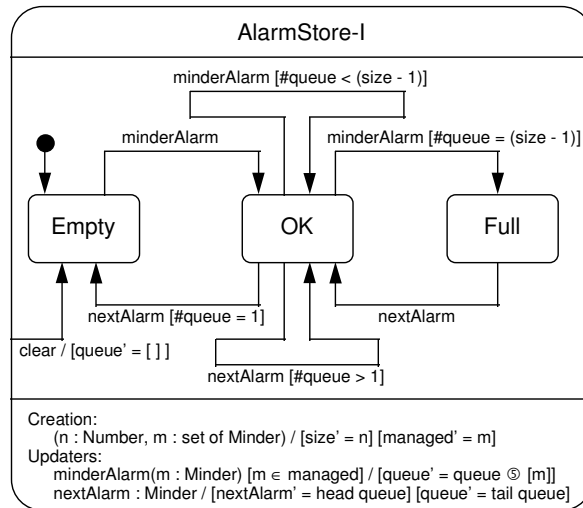 AlarmStore-I
minderAlarm [#queue < (size - 1)]
minderAlarm
minderAlarm [#queue = (size - 1)]
Empty
OK
Full
nextAlarm [#queue = 1]
nextAlarm
clear / [queue’ = [ ] ]
nextAlarm [#queue > 1]
Creation:
(n : Number, m : set of Minder) / [size’ = n] [managed’ = m]
Updaters:
minderAlarm(m : Minder) [m ∈ managed] / [queue’ = queue Ⓢ [m]]
nextAlarm : Minder / [nextAlarm’ = head queue] [queue’ = tail queue]